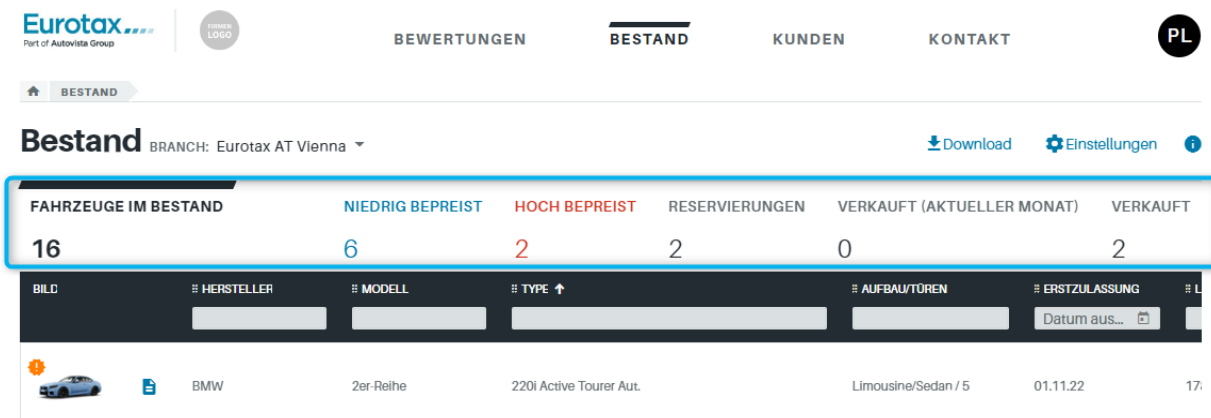 Eurotax....
Part of Autovista Group
FIRMEN
LOGO
BEWERTUNGEN BESTAND KUNDEN KONTAKT
PL
BESTAND
Bestand BRANCH: Eurotax AT Vienna
Download Einstellungen i
FAHRZEUGE IM BESTAND NIEDRIG BEPREIST HOCH BEPREIST RESERVIERUNGEN VERKAUFT (AKTUELLER MONAT) VERKAUFT
16 6 2 2 0 2
BILD HERSTELLER MODELL TYPE AUFBAU/TÜREN ERSTZULASSUNG L
Datum aus...
BMW 2er-Reihe 220i Active Tourer Aut. Limousine/Sedan / 5 01.11.22